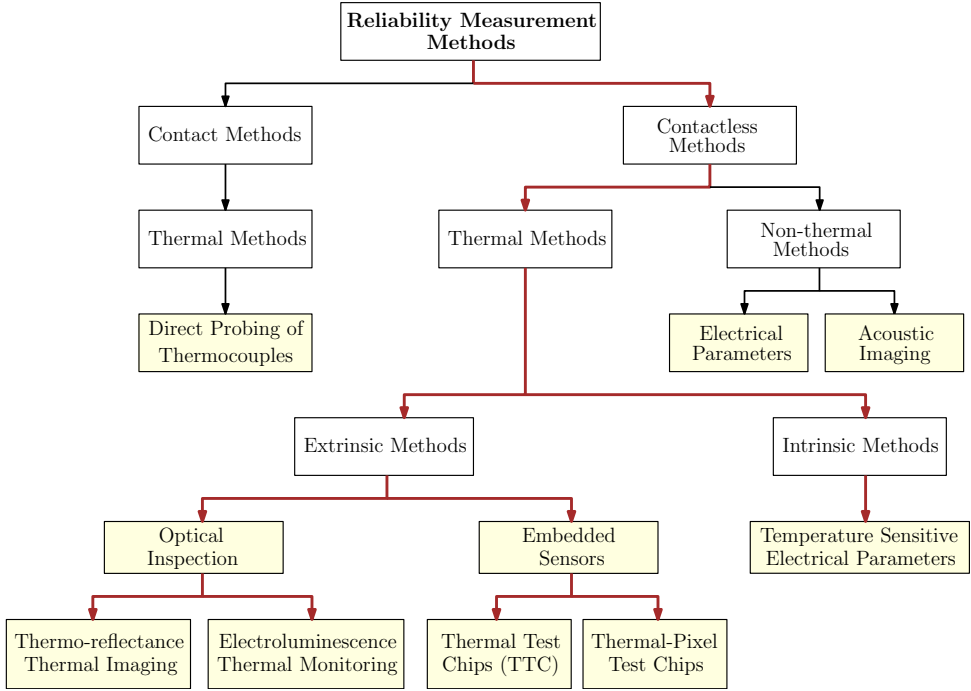 Reliability Measurement
Methods
Contact Methods
Contactless
Methods
Thermal Methods
Thermal Methods
Non-thermal
Methods
Direct Probing of
Thermocouples
Electrical
Parameters
Acoustic
Imaging
Extrinsic Methods
Intrinsic Methods
Optical
Inspection
Embedded
Sensors
Temperature Sensitive
Electrical Parameters
Thermo-reflectance
Thermal Imaging
Electroluminescence
Thermal Monitoring
Thermal Test
Chips (TTC)
Thermal-Pixel
Test Chips